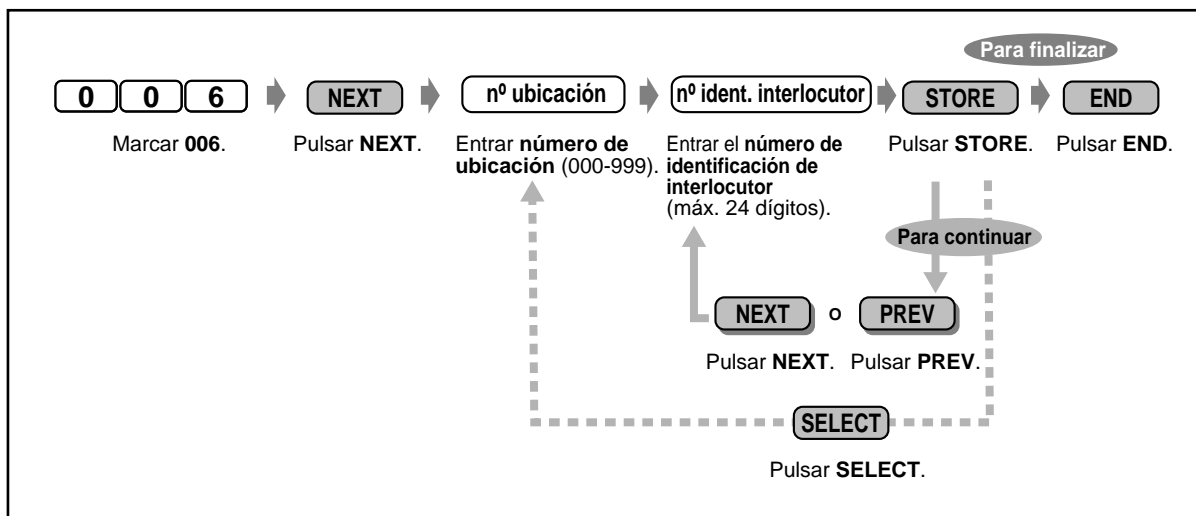 Para finalizar
0 0 6 NEXT nº ubicación nº ident. interlocutor STORE END
Marcar 006. Pulsar NEXT. Entrar número de Entrar el número de Pulsar STORE. Pulsar END.
ubicación (000-999). identificación de
interlocutor
(máx. 24 dígitos).
Para continuar
NEXT o PREV
Pulsar NEXT. Pulsar PREV.
SELECT
Pulsar SELECT.